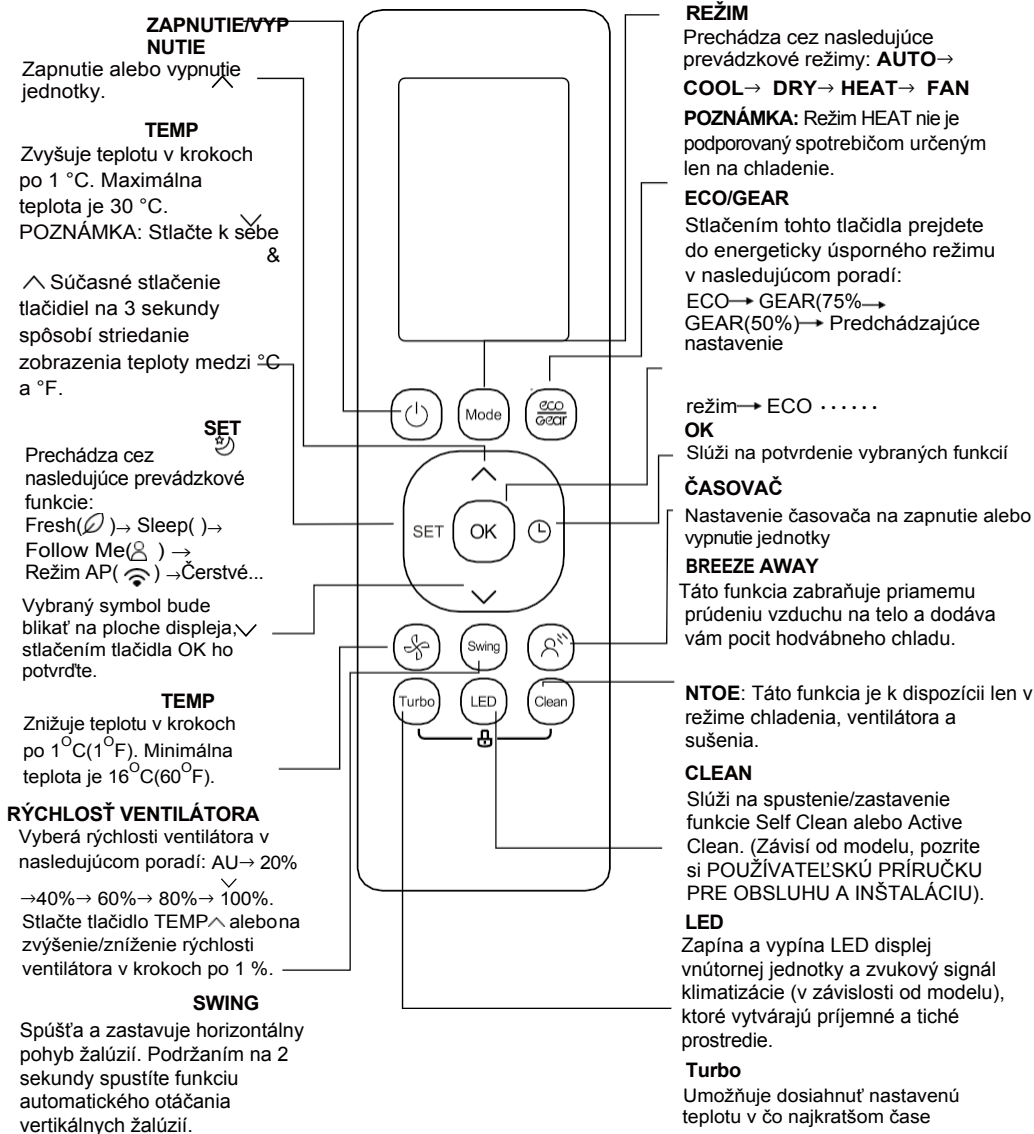 ZAPNUTIE/VYP
NUTIE
Zapnutie alebo vypnutie
jednotky.
TEMP
Zvyšuje teplotu v krokoch
po 1 °C. Maximálna
teplota je 30 °C.
POZNÁMKA: Stlačte k sebe
&
Súčasné stlačenie
tlačidiel na 3 sekundy
spôsobí striedanie
zobrazenia teploty medzi °C
a °F.
SET
Prechádza cez
nasledujúce prevádzkové
funkcie:
Fresh( )→ Sleep( )→
Follow Me( ) →
Režim AP( ) →Čerstvé...
Vybraný symbol bude
blikať na ploche displeja,
stlačením tlačidla OK ho
potvrďte.
TEMP
Znižuje teplotu v krokoch
po 1°C(1°F). Minimálna
teplota je 16°C(60°F).
RÝCHLOSŤ VENTILÁTORA
Vyberá rýchlosti ventilátora v
nasledujúcom poradí: AU→ 20%
→40%→ 60%→ 80%→ 100%.
Stlačte tlačidlo TEMP alebona
zvýšenie/zníženie rýchlosti
ventilátora v krokoch po 1 %.
SWING
Spúšťa a zastavuje horizontálny
pohyb žalúzií. Podržaním na 2
sekundy spustíte funkciu
automatického otáčania
vertikálnych žalúzií.
Mode
eco
Gear
SET
OK
Swing
Turbo
LED
Clean
REŽIM
Prechádza cez nasledujúce
prevádzkové režimy: AUTO→
COOL→ DRY→ HEAT→ FAN
POZNÁMKA: Režim HEAT nie je
podporovaný spotrebičom určeným
len na chladenie.
ECO/GEAR
Stlačením tohto tlačidla prejdete
do energeticky úsporného režimu
v nasledujúcom poradí:
ECO→ GEAR(75%→
GEAR(50%)→ Predchádzajúce
nastavenie
režim→ ECO ······
OK
Slúži na potvrdenie vybraných funkcií
ČASOVAČ
Nastavenie časovača na zapnutie alebo
vypnutie jednotky
BREEZE AWAY
Táto funkcia zabraňuje priamemu
prúdeniu vzduchu na telo a dodáva
vám pocit hodvábneho chladu.
NTOE: Táto funkcia je k dispozícii len v
režime chladenia, ventilátora a
sušenia.
CLEAN
Slúži na spustenie/zastavenie
funkcie Self Clean alebo Active
Clean. (Závisí od modelu, pozrite
si POUŽÍVATEĽSKÚ PRÍRUČKU
PRE OBSLUHU A INŠTALÁCIU).
LED
Zapína a vypína LED displej
vnútornej jednotky a zvukový signál
klimatizácie (v závislosti od modelu),
ktoré vytvárajú príjemné a tiché
prostredie.
Turbo
Umožňuje dosiahnuť nastavenú
teplotu v čo najkratšom čase